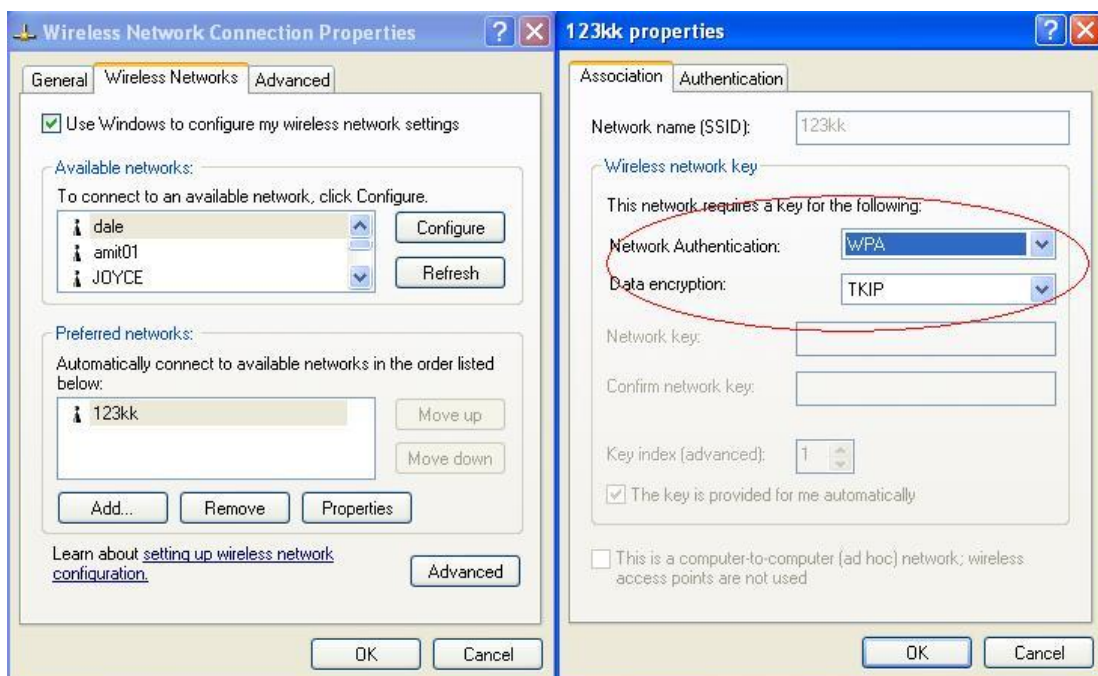 Wireless Network Connection Properties
General Wireless Networks Advanced
Use Windows to configure my wireless network settings
Available networks:
To connect to an available network, click Configure.
dale
amit01
JOYCE
Configure
Refresh
Preferred networks:
Automatically connect to available networks in the order listed
below:
123kk
Move up
Move down
Add... Remove Properties
Learn about setting up wireless network
configuration.
Advanced
OK Cancel
123kk properties
Association Authentication
Network name (SSID): 123kk
Wireless network key
This network requires a key for the following:
Network Authentication: WPA
Data encryption: TKIP
Network key:
Confirm network key:
Key index (advanced): 1
The key is provided for me automatically
This is a computer-to-computer (ad hoc) network; wireless
access points are not used
OK Cancel